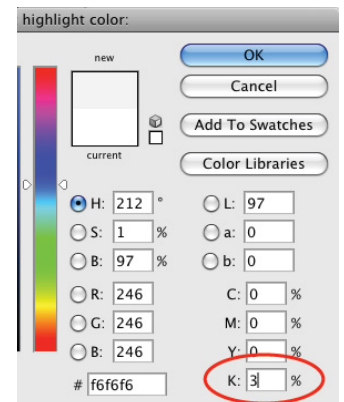 highlight color:
new
current
OK
Cancel
Add To Swatches
Color Libraries
H: 212 °
S: 1 %
B: 97 %
R: 246
G: 246
B: 246
# f6f6f6
L: 97
a: 0
b: 0
C: 0 %
M: 0 %
Y: 0 %
K: 3 %